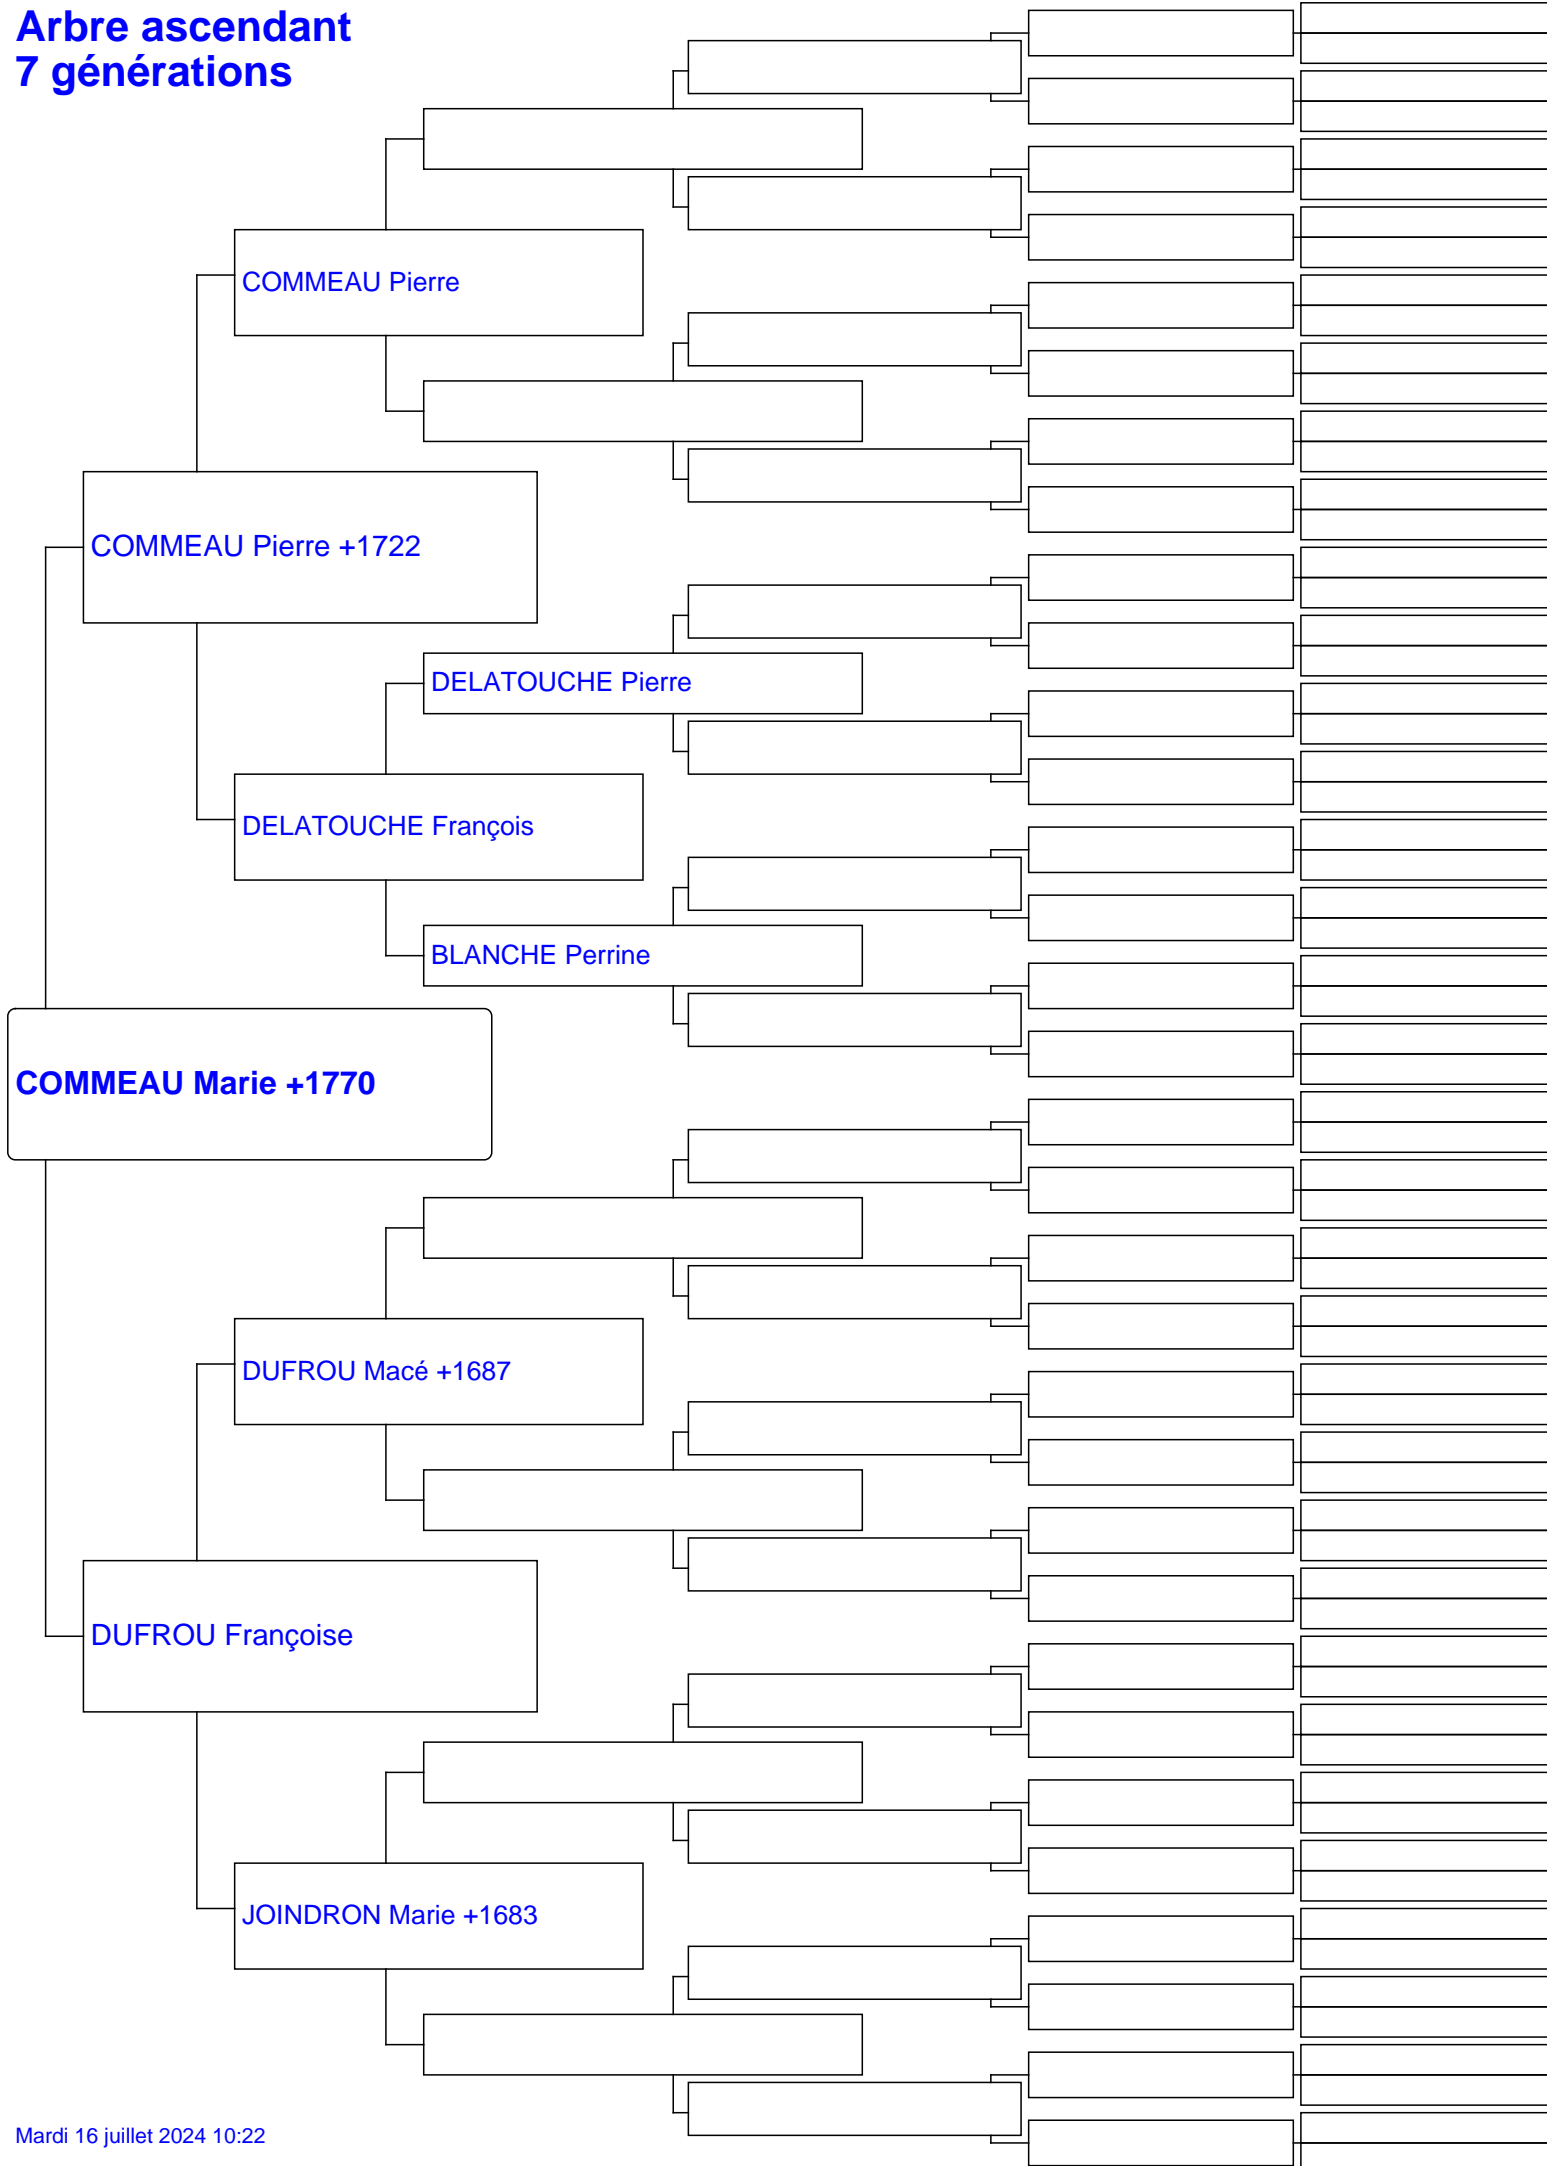 Arbre ascendant
7 générations
COMMEAU Pierre
COMMEAU Pierre +1722
DELATOUCHE Pierre
DELATOUCHE François
BLANCHE Perrine
COMMEAU Marie +1770
DUFROU Macé +1687
DUFROU Françoise
JOINDRON Marie +1683
Mardi 16 juillet 2024 10:22